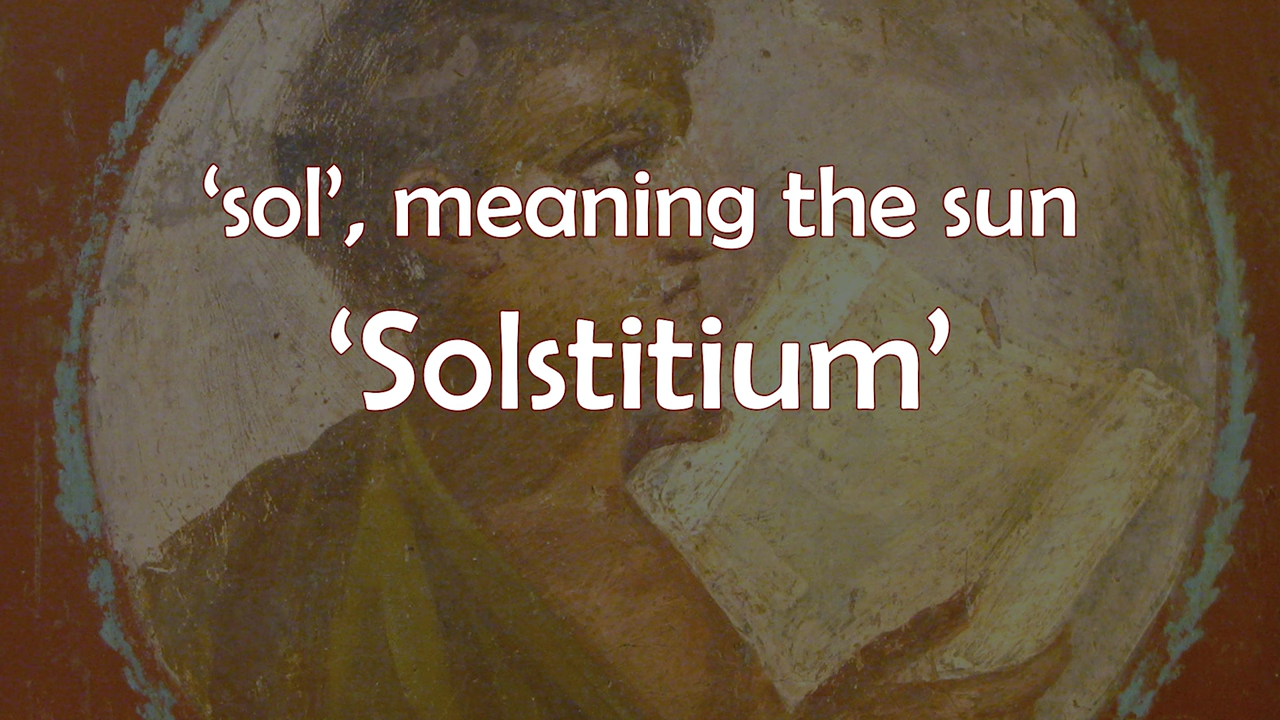 ‘sol’, meaning the sun
‘Solstitium’